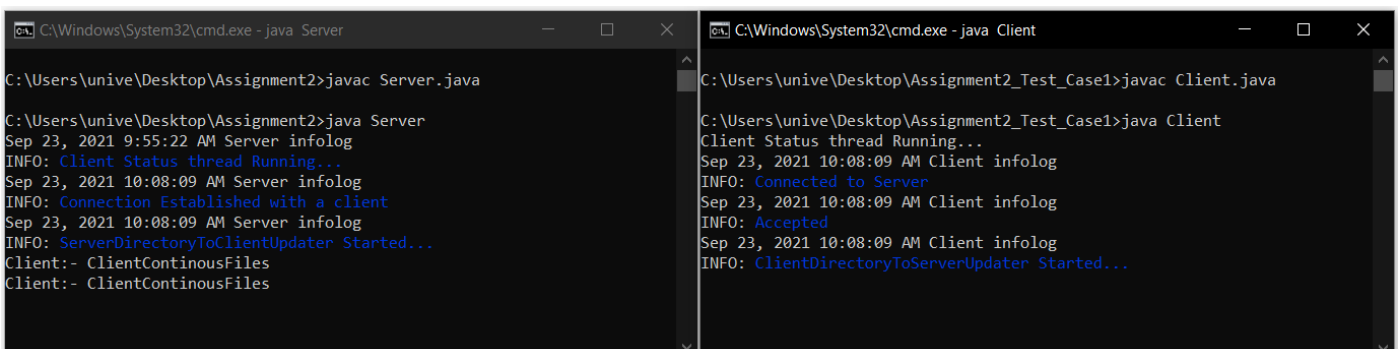 C:\Windows\System32\cmd.exe - java  Server
C:\Users\unive\Desktop\Assignment2>javac Server.java
C:\Users\unive\Desktop\Assignment2>java Server
Sep 23, 2021 9:55:22 AM Server infolog
INFO: Client Status thread Running...
Sep 23, 2021 10:08:09 AM Server infolog
INFO: Connection Established with a client
Sep 23, 2021 10:08:09 AM Server infolog
INFO: ServerDirectoryToClientUpdater Started...
Client:- ClientContinousFiles
Client:- ClientContinousFiles
C:\Windows\System32\cmd.exe - java  Client
C:\Users\unive\Desktop\Assignment2_Test_Case1>javac Client.java
C:\Users\unive\Desktop\Assignment2_Test_Case1>java Client
Client Status thread Running...
Sep 23, 2021 10:08:09 AM Client infolog
INFO: Connected to Server
Sep 23, 2021 10:08:09 AM Client infolog
INFO: Accepted
Sep 23, 2021 10:08:09 AM Client infolog
INFO: ClientDirectoryToServerUpdater Started...